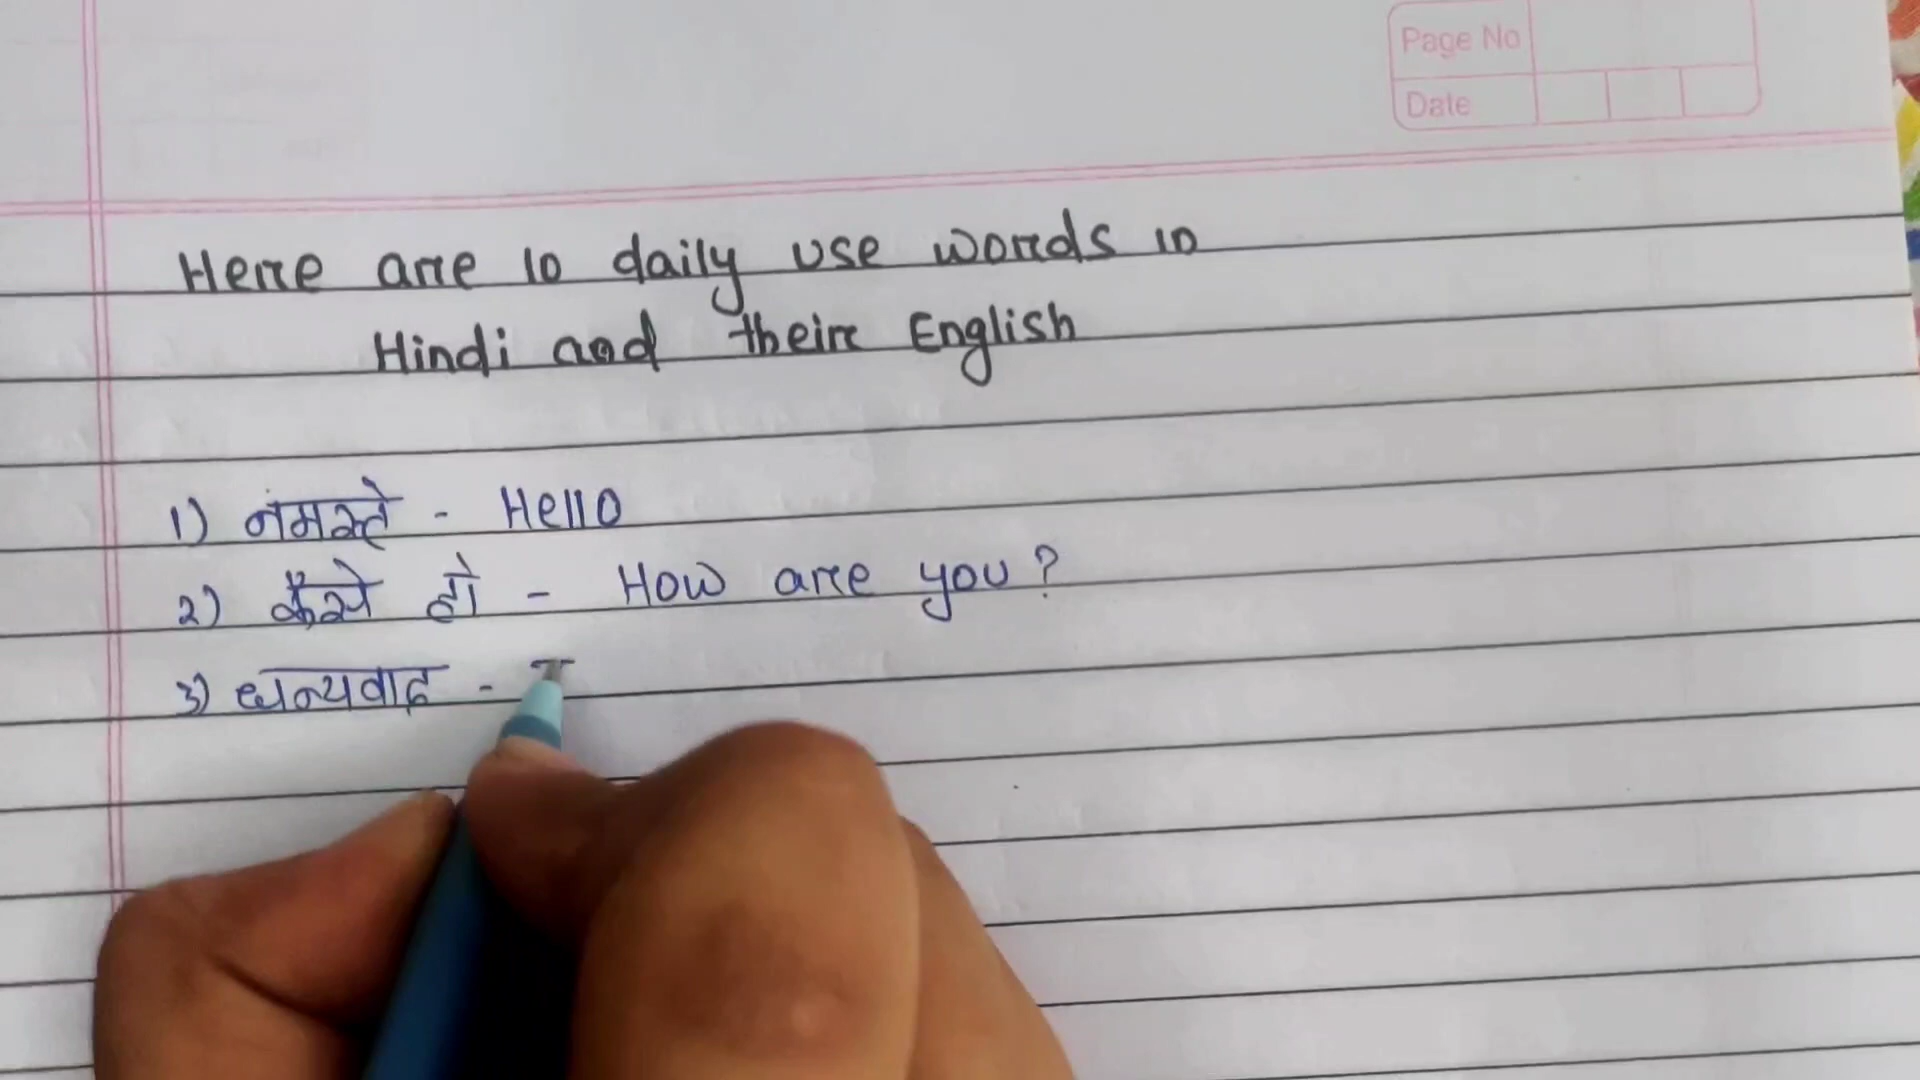 Page No
Date
Here are 10 daily use words in
Hindi and their English
1) नमस्ते - Hello
2) कैसे हो - How are you?
3) धन्यवाद - T